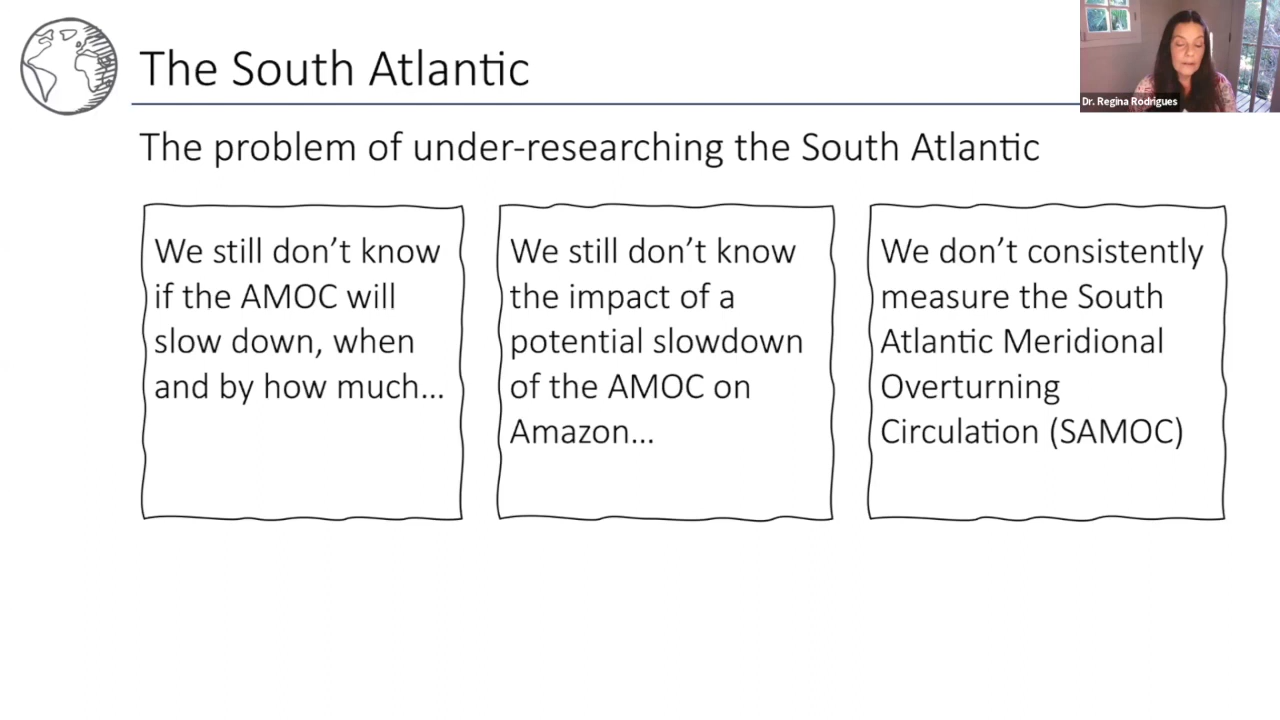 The South Atlantic
Dr. Regina Rodrigues
The problem of under-researching the South Atlantic
We still don’t know
if the AMOC will
slow down, when
and by how much...
We still don’t know
the impact of a
potential slowdown
of the AMOC on
Amazon...
We don’t consistently
measure the South
Atlantic Meridional
Overturning
Circulation (SAMOC)